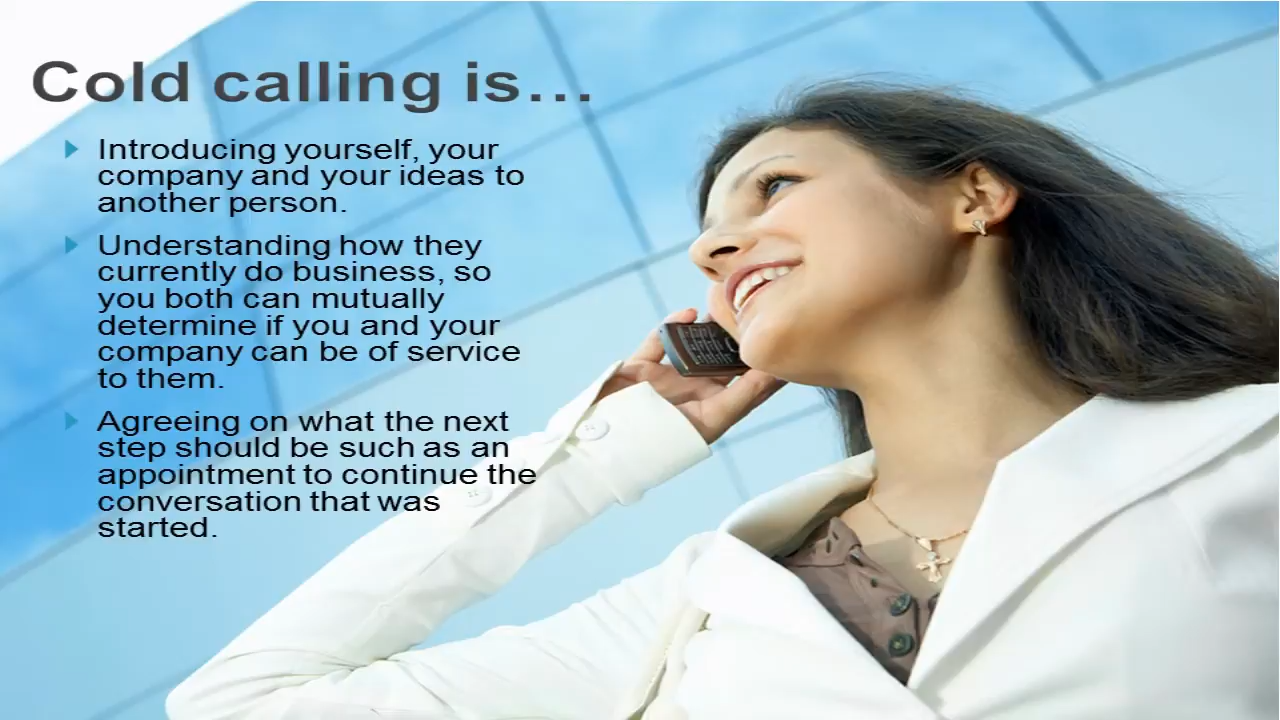 Cold calling is...
Introducing yourself, your
company and your ideas to
another person.
Understanding how they
currently do business, so
you both can mutually
determine if you and your
company can be of service
to them.
Agreeing on what the next
step should be such as an
appointment to continue the
conversation that was
started.